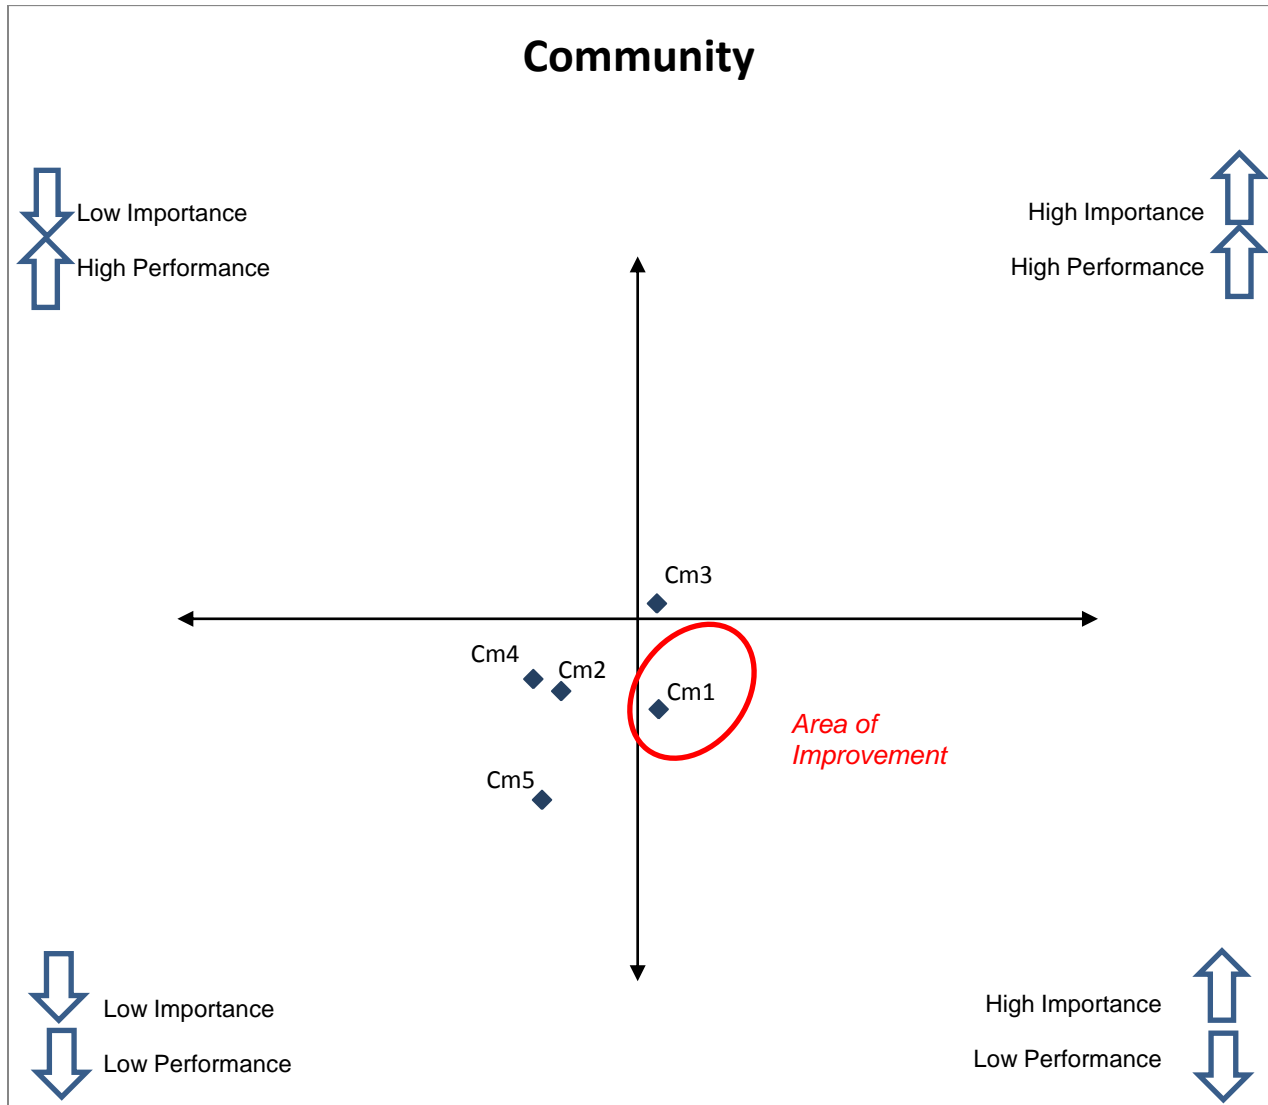 Community
Low Importance
High Performance
High Importance
High Performance
Cm3
Cm4
Cm2
Cm1
Area of
Improvement
Cm5
Low Importance
Low Performance
High Importance
Low Performance